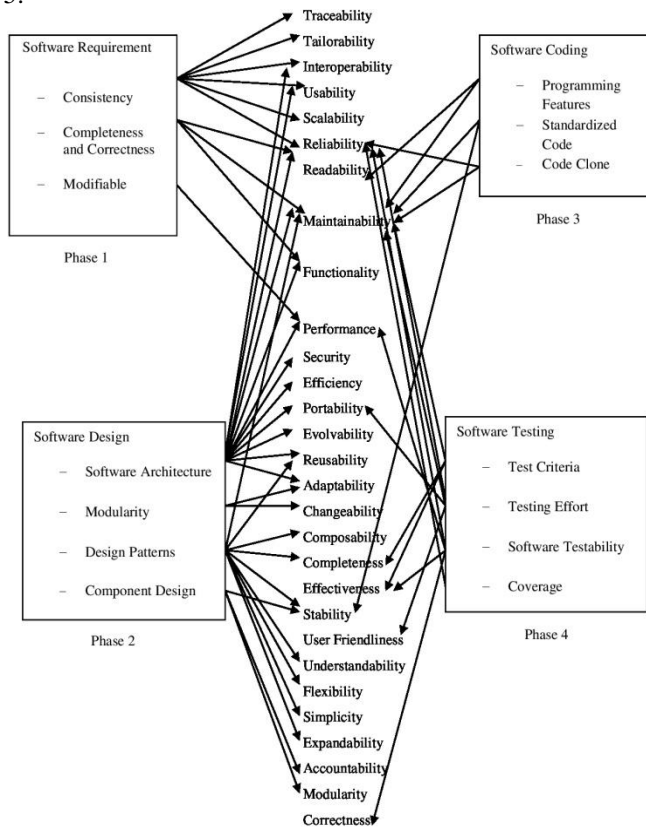 5.
Software Requirement
– Consistency
– Completeness
and Correctness
– Modifiable
Phase 1
Software Design
– Software Architecture
– Modularity
– Design Patterns
– Component Design
Phase 2
Traceability
Tailorability
Interoperability
Usability
Scalability
Reliability
Readability
Maintainability
Functionality
Performance
Security
Efficiency
Portability
Evolvability
Reusability
Adaptability
Changeability
Composability
Completeness
Effectiveness
Stability
User Friendliness
Understandability
Flexibility
Simplicity
Expandability
Accountability
Modularity
Correctness
Software Coding
– Programming
Features
– Standardized
Code
– Code Clone
Phase 3
Software Testing
– Test Criteria
– Testing Effort
– Software Testability
– Coverage
Phase 4